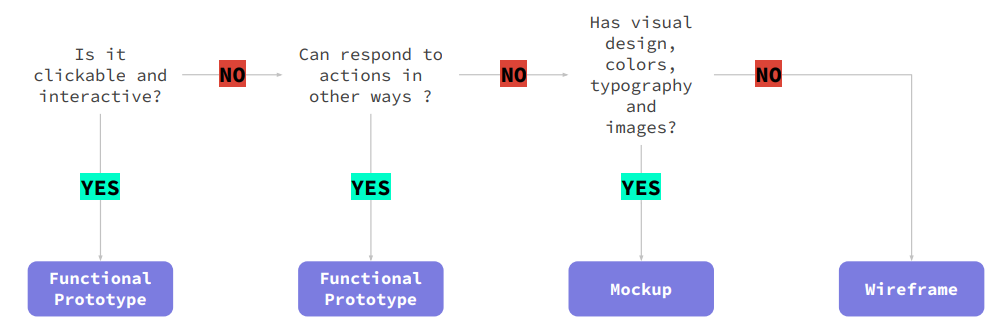 Is it
clickable and
interactive?
NO
Can respond to
actions in
other ways ?
NO
Has visual
design,
colors,
typography
and
images?
NO
YES
YES
YES
Functional
Prototype
Functional
Prototype
Mockup
Wireframe